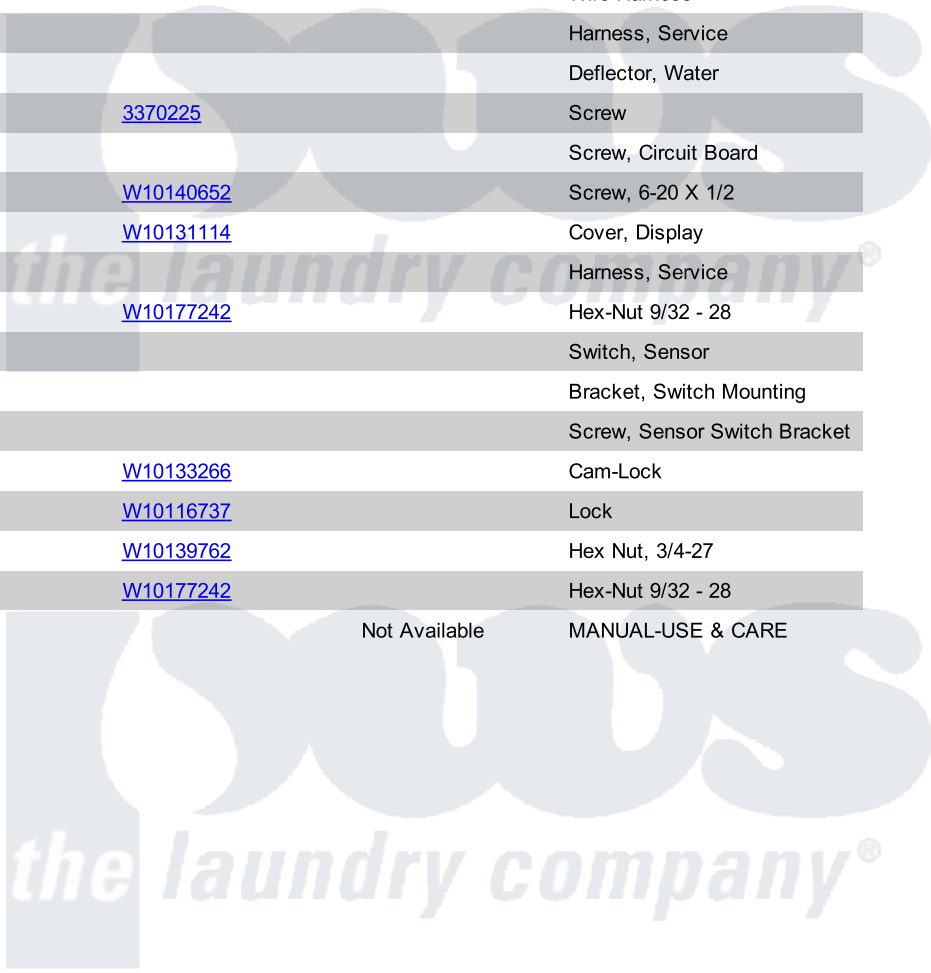 Harness, Service
Deflector, Water
3370225 Screw
Screw, Circuit Board
W10140652 Screw, 6-20 X 1/2
W10131114 Cover, Display
Harness, Service
W10177242 Hex-Nut 9/32 - 28
Switch, Sensor
Bracket, Switch Mounting
Screw, Sensor Switch Bracket
W10133266 Cam-Lock
W10116737 Lock
W10139762 Hex Nut, 3/4-27
W10177242 Hex-Nut 9/32 - 28
Not Available MANUAL-USE & CARE
pws
the laundry company®
pws
the laundry company®